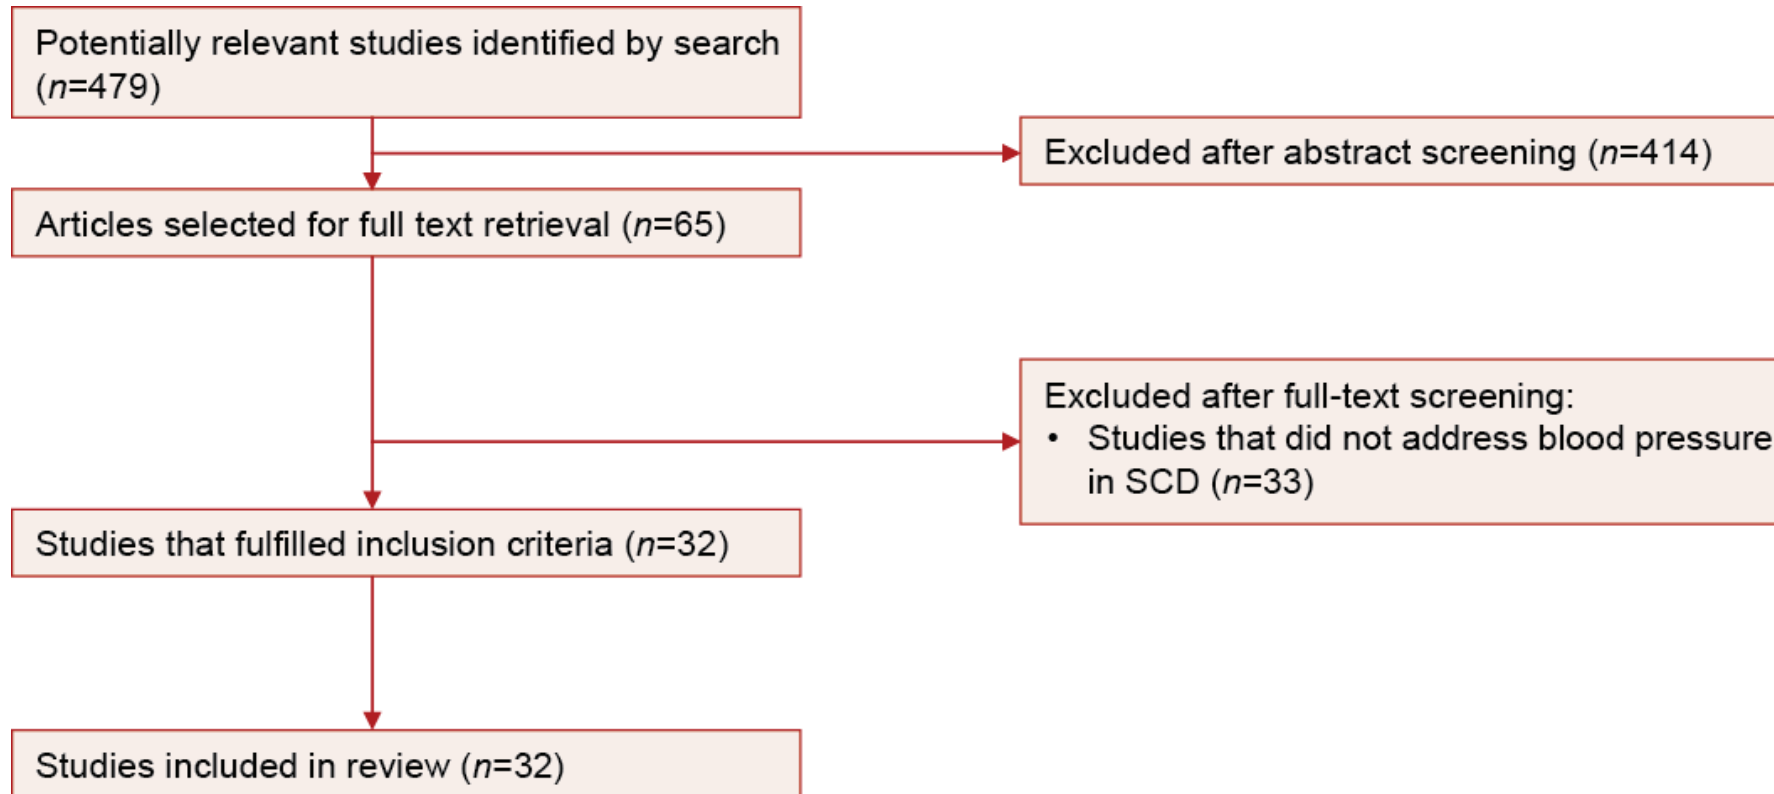 Potentially relevant studies identified by search
(n=479)
Excluded after abstract screening (n=414)
Articles selected for full text retrieval (n=65)
Excluded after full-text screening:
• Studies that did not address blood pressure
in SCD (n=33)
Studies that fulfilled inclusion criteria (n=32)
Studies included in review (n=32)